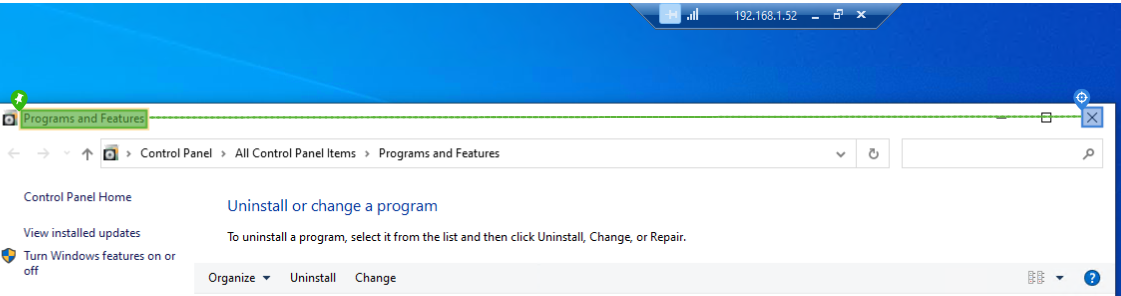 192.168.1.52
Programs and Features
Control Panel > All Control Panel Items > Programs and Features
Control Panel Home
View installed updates
Turn Windows features on or
off
Uninstall or change a program
To uninstall a program, select it from the list and then click Uninstall, Change, or Repair.
Organize Uninstall Change